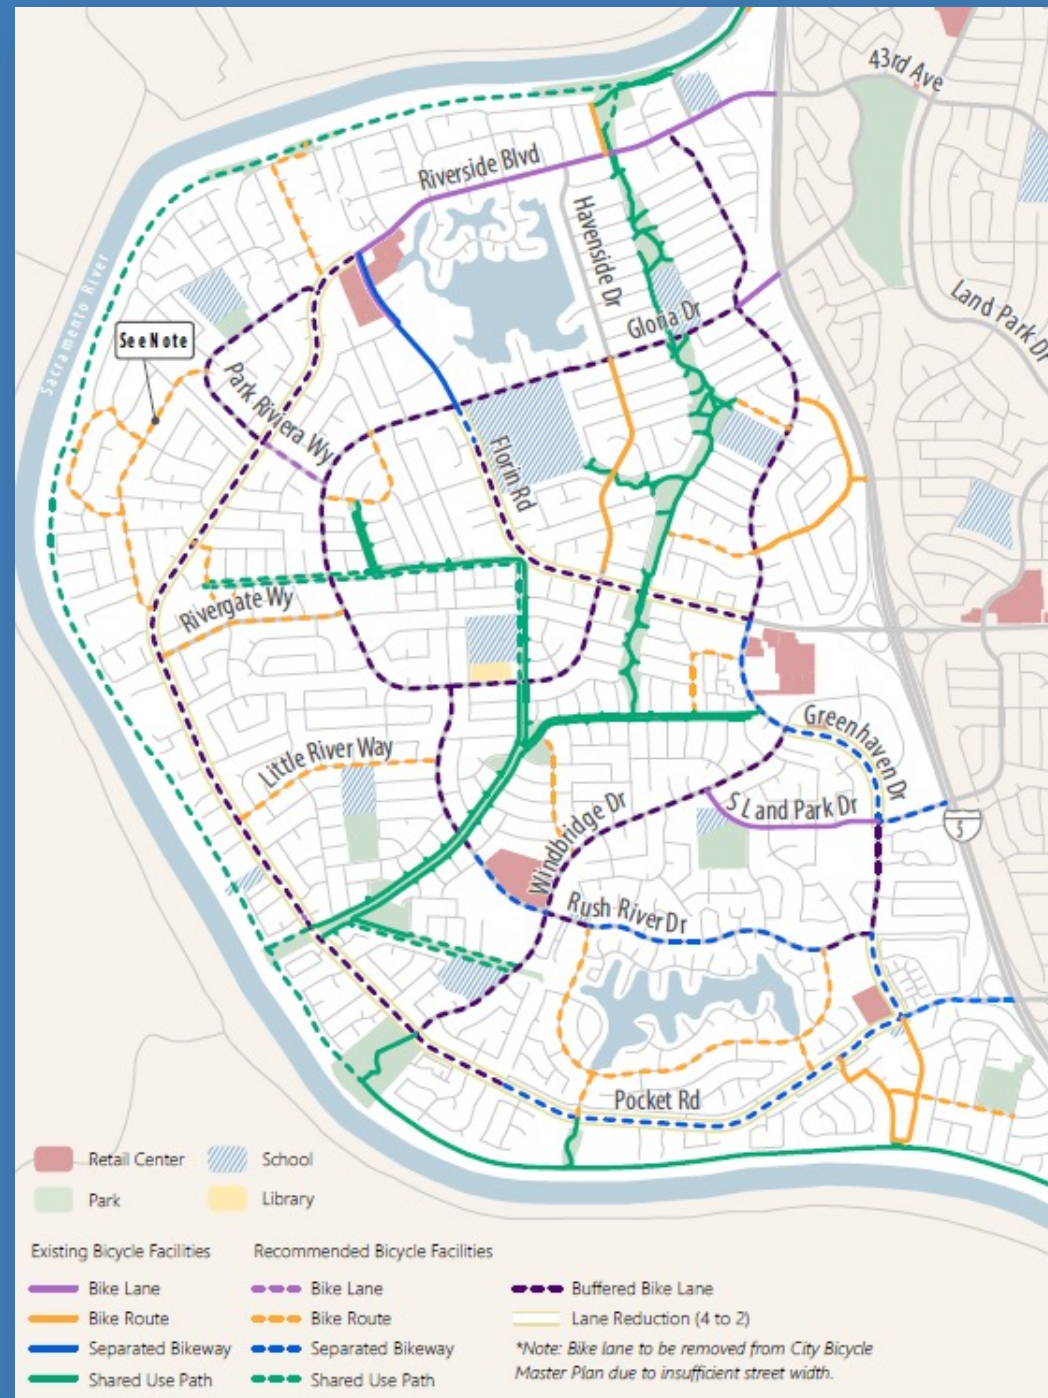 43rd Ave
Riverside Blvd
Havenside Dr
Sacramento River
Gloria Dr
Land Park Dr
See Note
Park Riviera Wy
Florin Rd
Rivergate Wy
Greenhaven Dr
Little River Way
S Land Park Dr
Windbridge Dr
5
Rush River Dr
Pocket Rd
Retail Center
School
Park
Library
Existing Bicycle Facilities
Recommended Bicycle Facilities
Bike Lane
Bike Lane
Buffered Bike Lane
Bike Route
Bike Route
Lane Reduction (4 to 2)
Separated Bikeway
Separated Bikeway
*Note: Bike lane to be removed from City Bicycle
Master Plan due to insufficient street width.
Shared Use Path
Shared Use Path